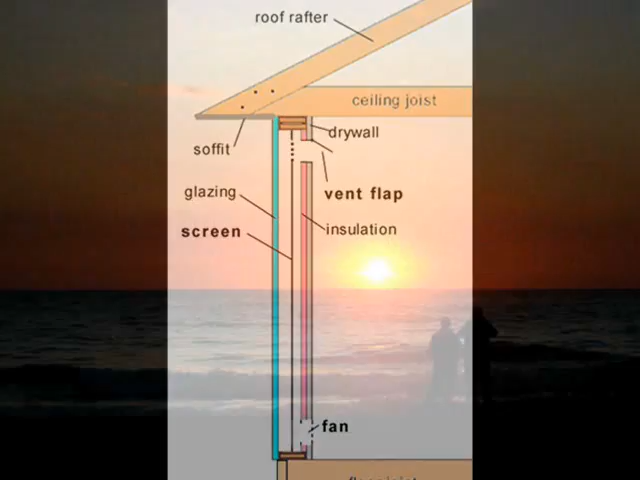 roof rafter
ceiling joist
drywall
soffit
glazing
vent flap
screen
insulation
fan